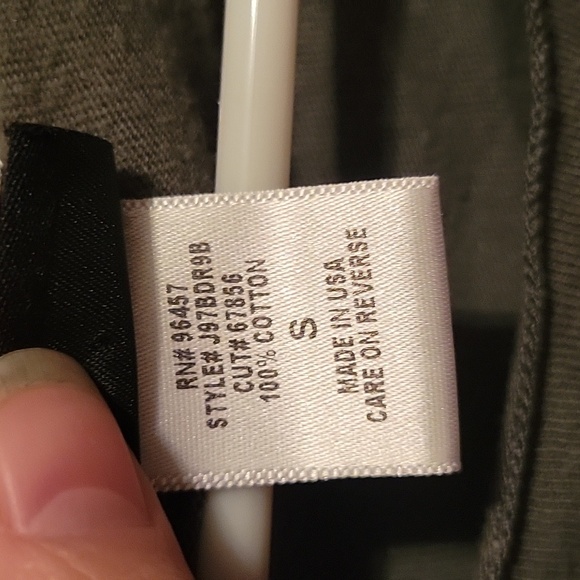 RN# 96457
STYLE# J97BDR9B
CUT# 67856
100% COTTON
S
MADE IN USA
CARE ON REVERSE